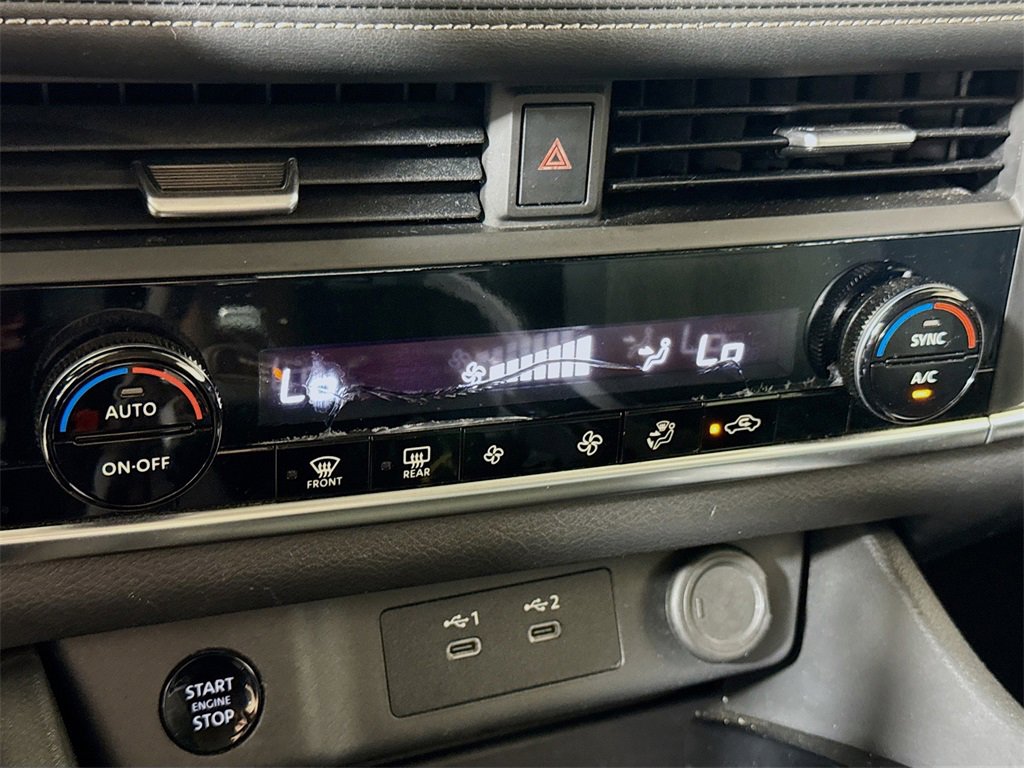 AUTO
ON·OFF
Lo
Lo
SYNC
A/C
FRONT
REAR
1
2
START
ENGINE
STOP